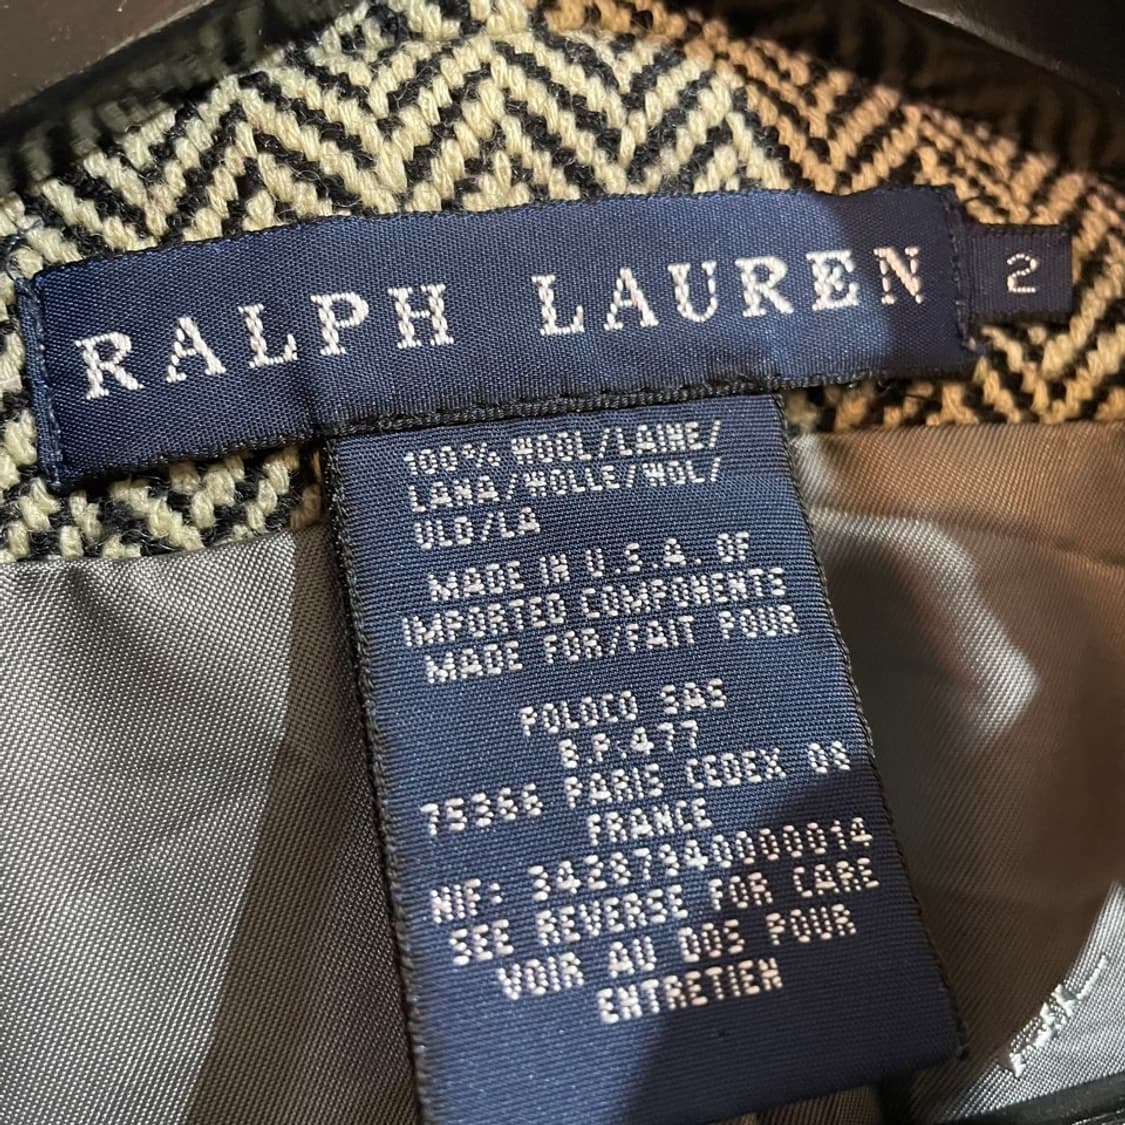 RALPH LAUREN
2
100% WOOL/LAINE/
LANA/WOLLE/WOL/
ULD/LA
MADE IN U.S.A. OF
IMPORTED COMPONENTS
MADE FOR/FAIT POUR
POLOCO SAS
B.P.477
75366 PARIS CEDEX 08
FRANCE
NIF: 34287340000014
SEE REVERSE FOR CARE
VOIR AU DOS POUR
ENTRETIEN